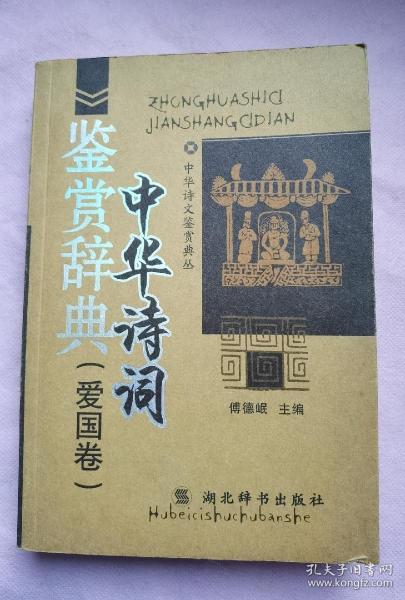 ZHONGHUASHICI
JIANSHANGCIDIAN
中华诗文鉴赏典丛
中华诗词
鉴赏辞典
(爱国卷)
傅德岷 主编
湖北辞书出版社
Hubeicishuchubanshe
孔夫子旧书网
www.kongfz.com